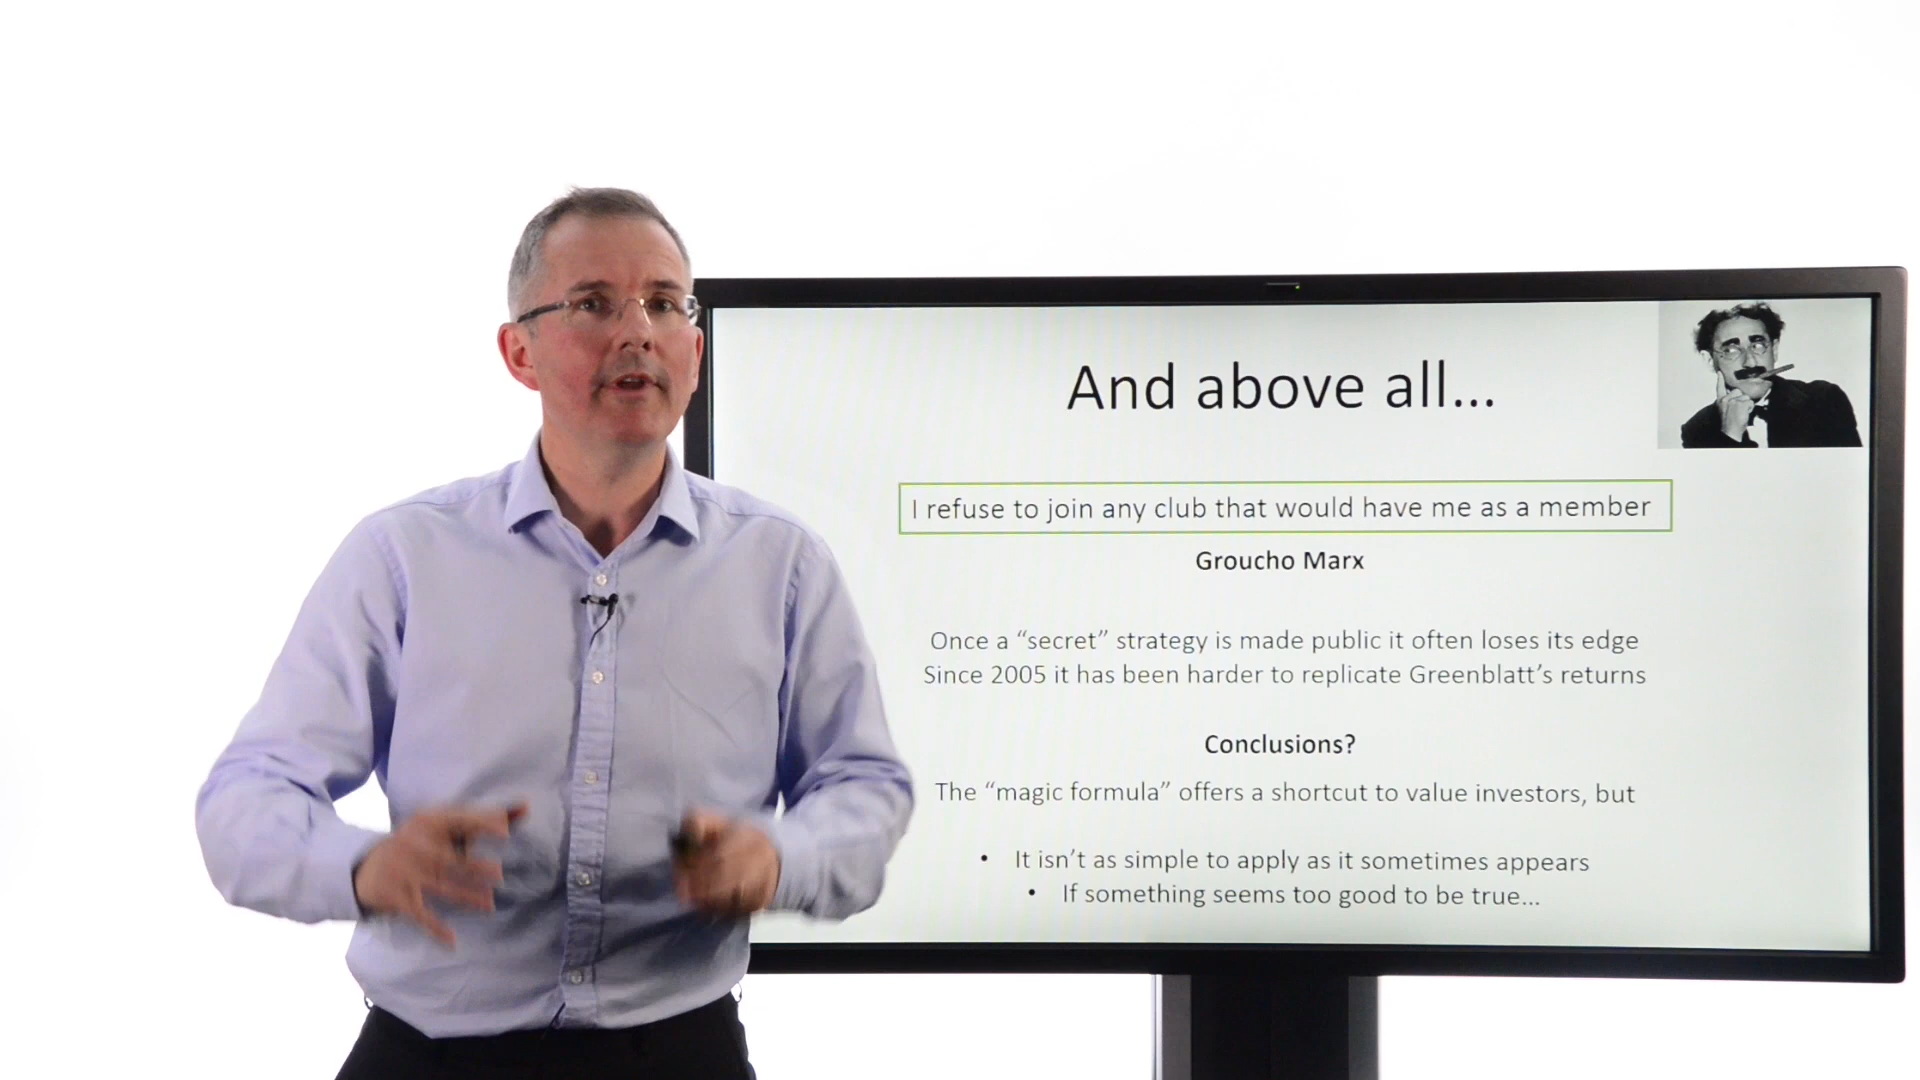 And above all...
I refuse to join any club that would have me as a member
Groucho Marx
Once a “secret” strategy is made public it often loses its edge
Since 2005 it has been harder to replicate Greenblatt’s returns
Conclusions?
The “magic formula” offers a shortcut to value investors, but
• It isn’t as simple to apply as it sometimes appears
• If something seems too good to be true...